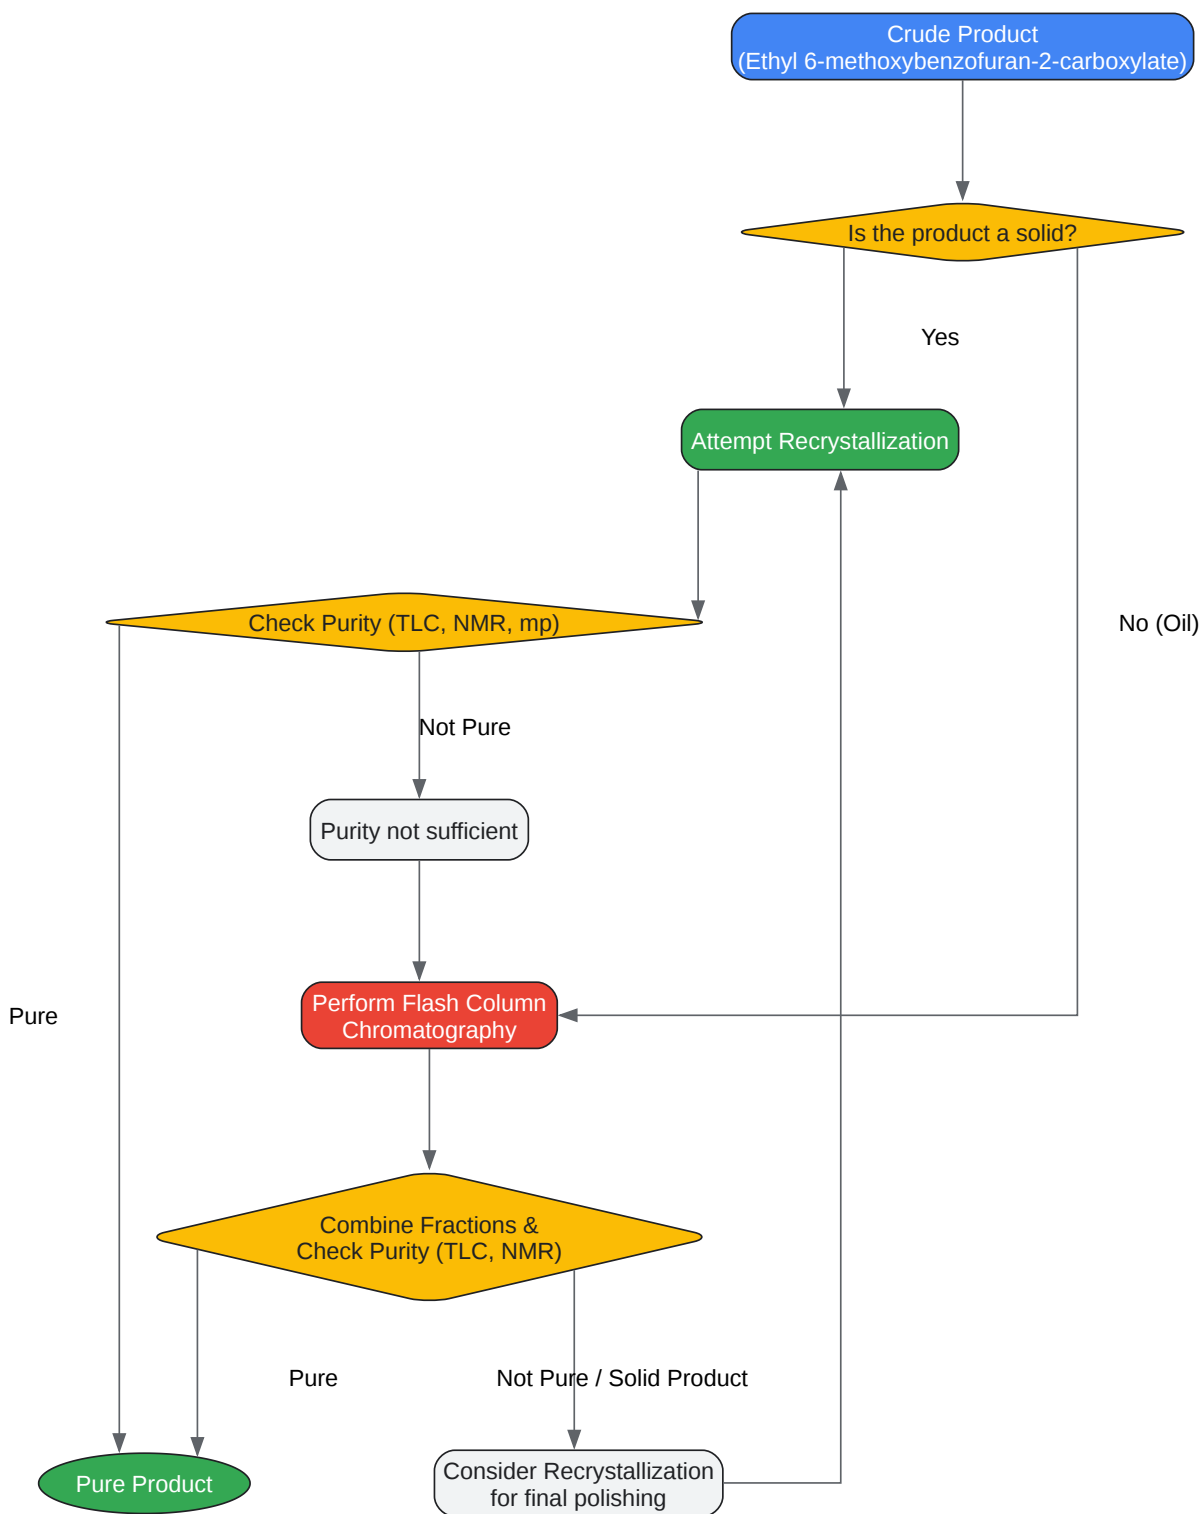 Crude Product
(Ethyl 6-methoxybenzofuran-2-carboxylate)
Is the product a solid?
Yes
Attempt Recrystallization
Check Purity (TLC, NMR, mp)
No (Oil)
Not Pure
Purity not sufficient
Perform Flash Column
Chromatography
Pure
Combine Fractions &
Check Purity (TLC, NMR)
Pure
Not Pure / Solid Product
Consider Recrystallization
for final polishing
Pure Product